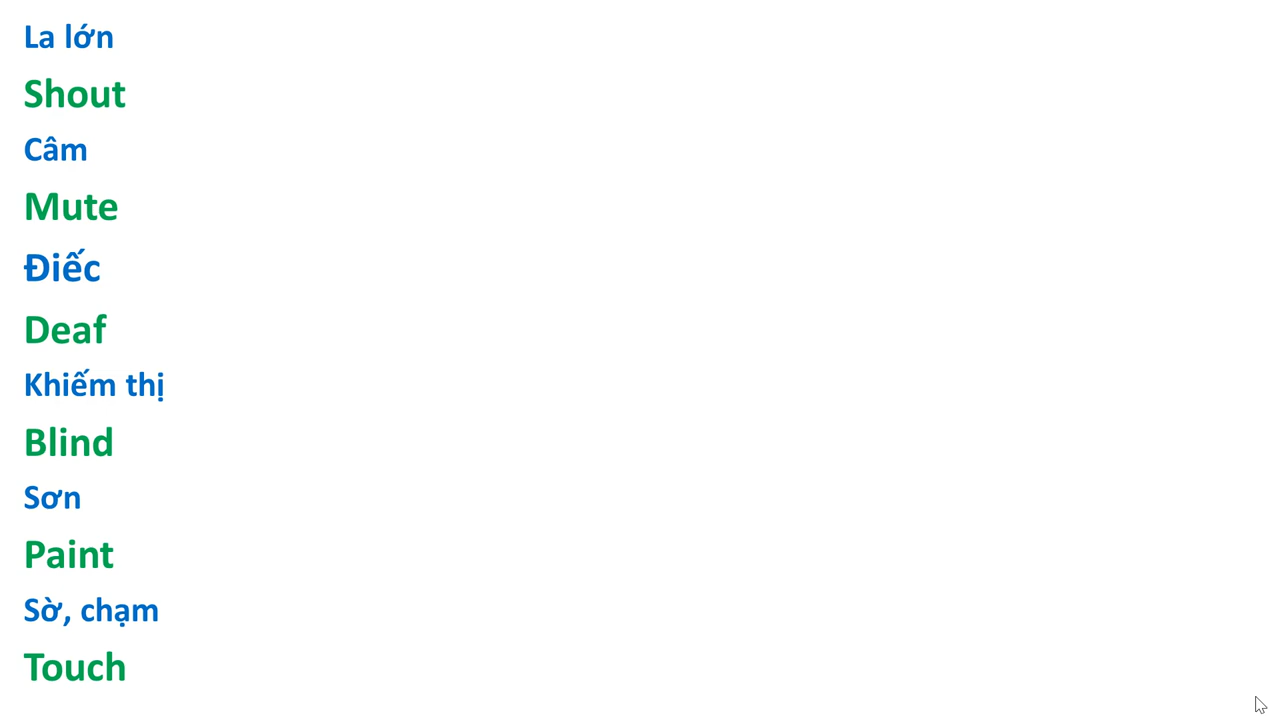 La lớn
Shout
Câm
Mute
Điếc
Deaf
Khiếm thị
Blind
Sơn
Paint
Sờ, chạm
Touch